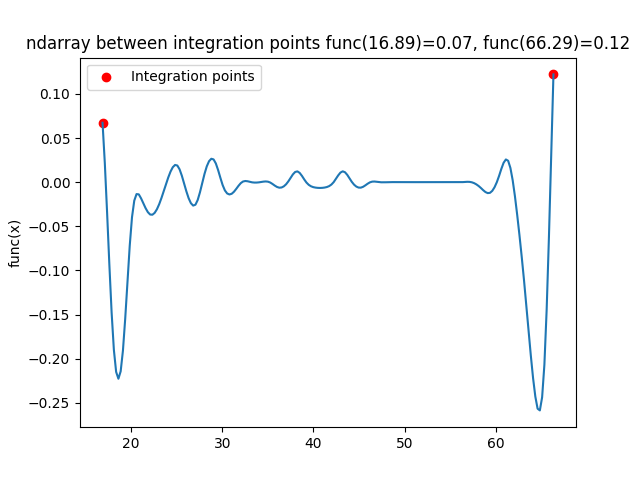 ndarray between integration points func(16.89)=0.07, func(66.29)=0.12
Integration points
0.10
0.05
0.00
−0.05
−0.10
−0.15
−0.20
−0.25
func(x)
20 30 40 50 60